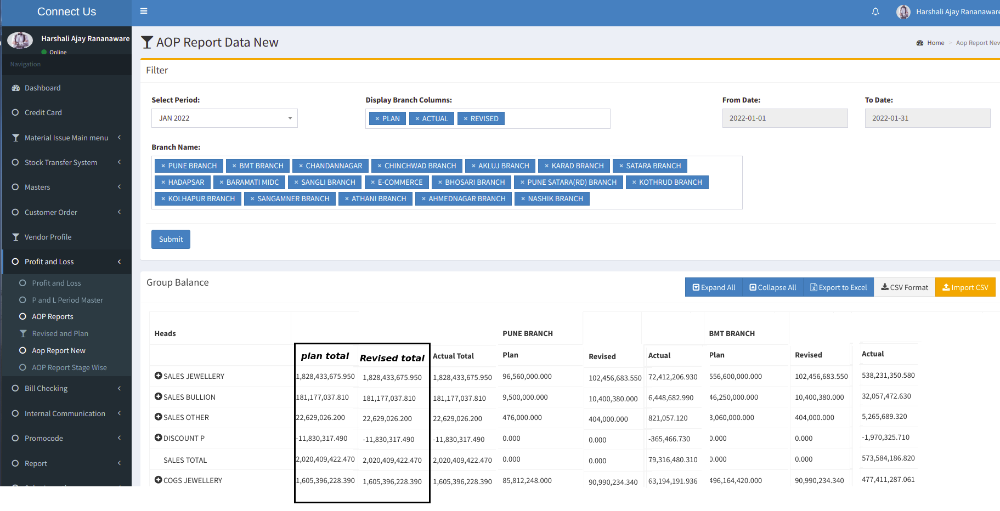 Connect Us
Harshali Ajay Rananaware
Harshali Ajay Rananaware
Online
Navigation
Dashboard
Credit Card
Material Issue Main menu
Stock Transfer System
Masters
Customer Order
Vendor Profile
Profit and Loss
Profit and Loss
P and L Period Master
AOP Reports
Revised and Plan
Aop Report New
AOP Report Stage Wise
Bill Checking
Internal Communication
Promocode
Report
AOP Report Data New
Home > Aop Report New
Filter
Select Period: Display Branch Columns: From Date: To Date:
JAN 2022 × PLAN × ACTUAL × REVISED 2022-01-01 2022-01-31
Branch Name:
× PUNE BRANCH × BMT BRANCH × CHANDANNAGAR × CHINCHWAD BRANCH × AKLUJ BRANCH × KARAD BRANCH × SATARA BRANCH
× HADAPSAR × BARAMATI MIDC × SANGLI BRANCH × E-COMMERCE × BHOSARI BRANCH × PUNE SATARA(RD) BRANCH × KOTHRUD BRANCH
× KOLHAPUR BRANCH × SANGAMNER BRANCH × ATHANI BRANCH × AHMEDNAGAR BRANCH × NASHIK BRANCH
Submit
Group Balance
Expand All Collapse All Export to Excel CSV Format Import CSV
Heads PUNE BRANCH BMT BRANCH
plan total Revised total Actual Total Plan Revised Actual Plan Revised Actual
SALES JEWELLERY 1,828,433,675.950 1,828,433,675.950 1,828,433,675.950 96,560,000.000 102,456,683.550 72,412,206.930 556,600,000.000 102,456,683.550 538,231,350.580
SALES BULLION 181,177,037.810 181,177,037.810 181,177,037.810 9,500,000.000 10,400,380.000 6,448,682.990 46,250,000.000 10,400,380.000 32,057,472.630
SALES OTHER 22,629,026.200 22,629,026.200 22,629,026.200 476,000.000 404,000.000 821,057.120 3,060,000.000 404,000.000 5,265,689.320
DISCOUNT P -11,830,317.490 -11,830,317.490 -11,830,317.490 0.000 0.000 -365,466.730 0.000 0.000 -1,970,325.710
SALES TOTAL 2,020,409,422.470 2,020,409,422.470 2,020,409,422.470 0.000 0.000 79,316,480.310 0.000 0.000 573,584,186.820
COGS JEWELLERY 1,605,396,228.390 1,605,396,228.390 1,605,396,228.390 85,812,248.000 90,990,234.340 63,194,191.936 496,164,420.000 90,990,234.340 477,411,287.061